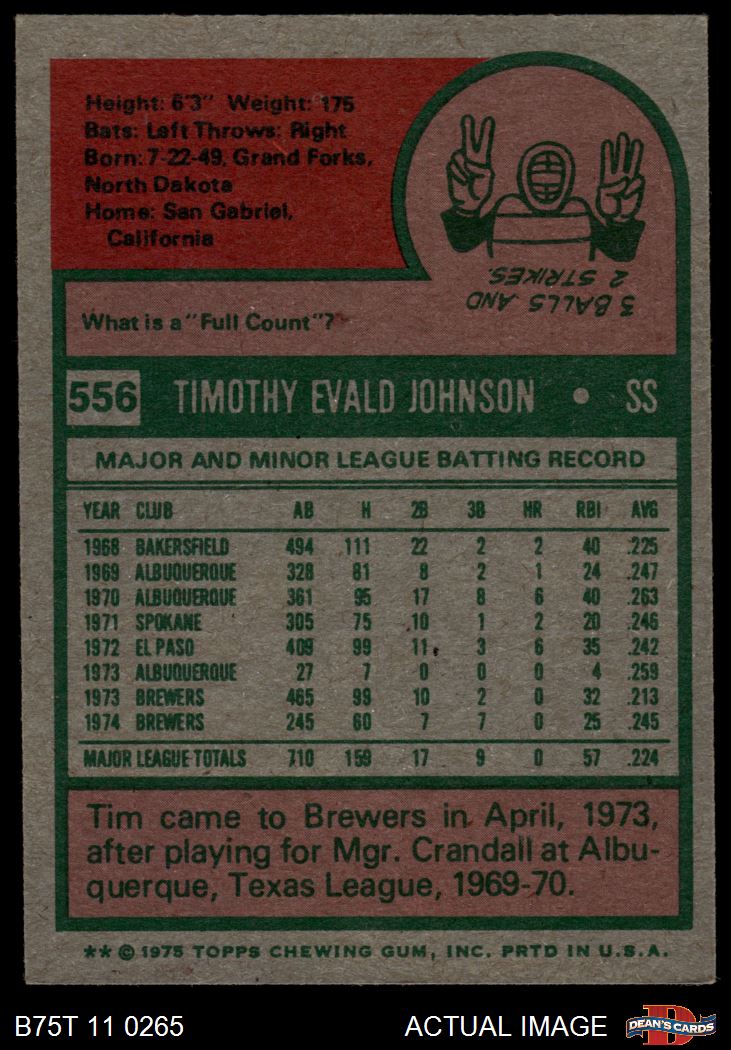 Height: 6'3" Weight: 175
Bats: Left Throws: Right
Born: 7-22-49, Grand Forks,
North Dakota
Home: San Gabriel,
California
3 BALLS AND
2 STRIKES.
What is a "Full Count"?
556 TIMOTHY EVALD JOHNSON • SS
MAJOR AND MINOR LEAGUE BATTING RECORD
YEAR CLUB AB H 2B 3B HR RBI AVG
1968 BAKERSFIELD 494 111 22 2 2 40 .225
1969 ALBUQUERQUE 328 81 8 2 1 24 .247
1970 ALBUQUERQUE 361 95 17 8 6 40 .263
1971 SPOKANE 305 75 10 1 2 20 .246
1972 EL PASO 409 99 11 3 6 35 .242
1973 ALBUQUERQUE 27 7 0 0 0 4 .259
1973 BREWERS 465 99 10 2 0 32 .213
1974 BREWERS 245 60 7 7 0 25 .245
MAJOR LEAGUE TOTALS 710 159 17 9 0 57 .224
Tim came to Brewers in April, 1973,
after playing for Mgr. Crandall at Albu-
querque, Texas League, 1969-70.
** © 1975 TOPPS CHEWING GUM, INC. PRTD IN U.S.A.
B75T 11 0265 ACTUAL IMAGE DEAN'S CARDS